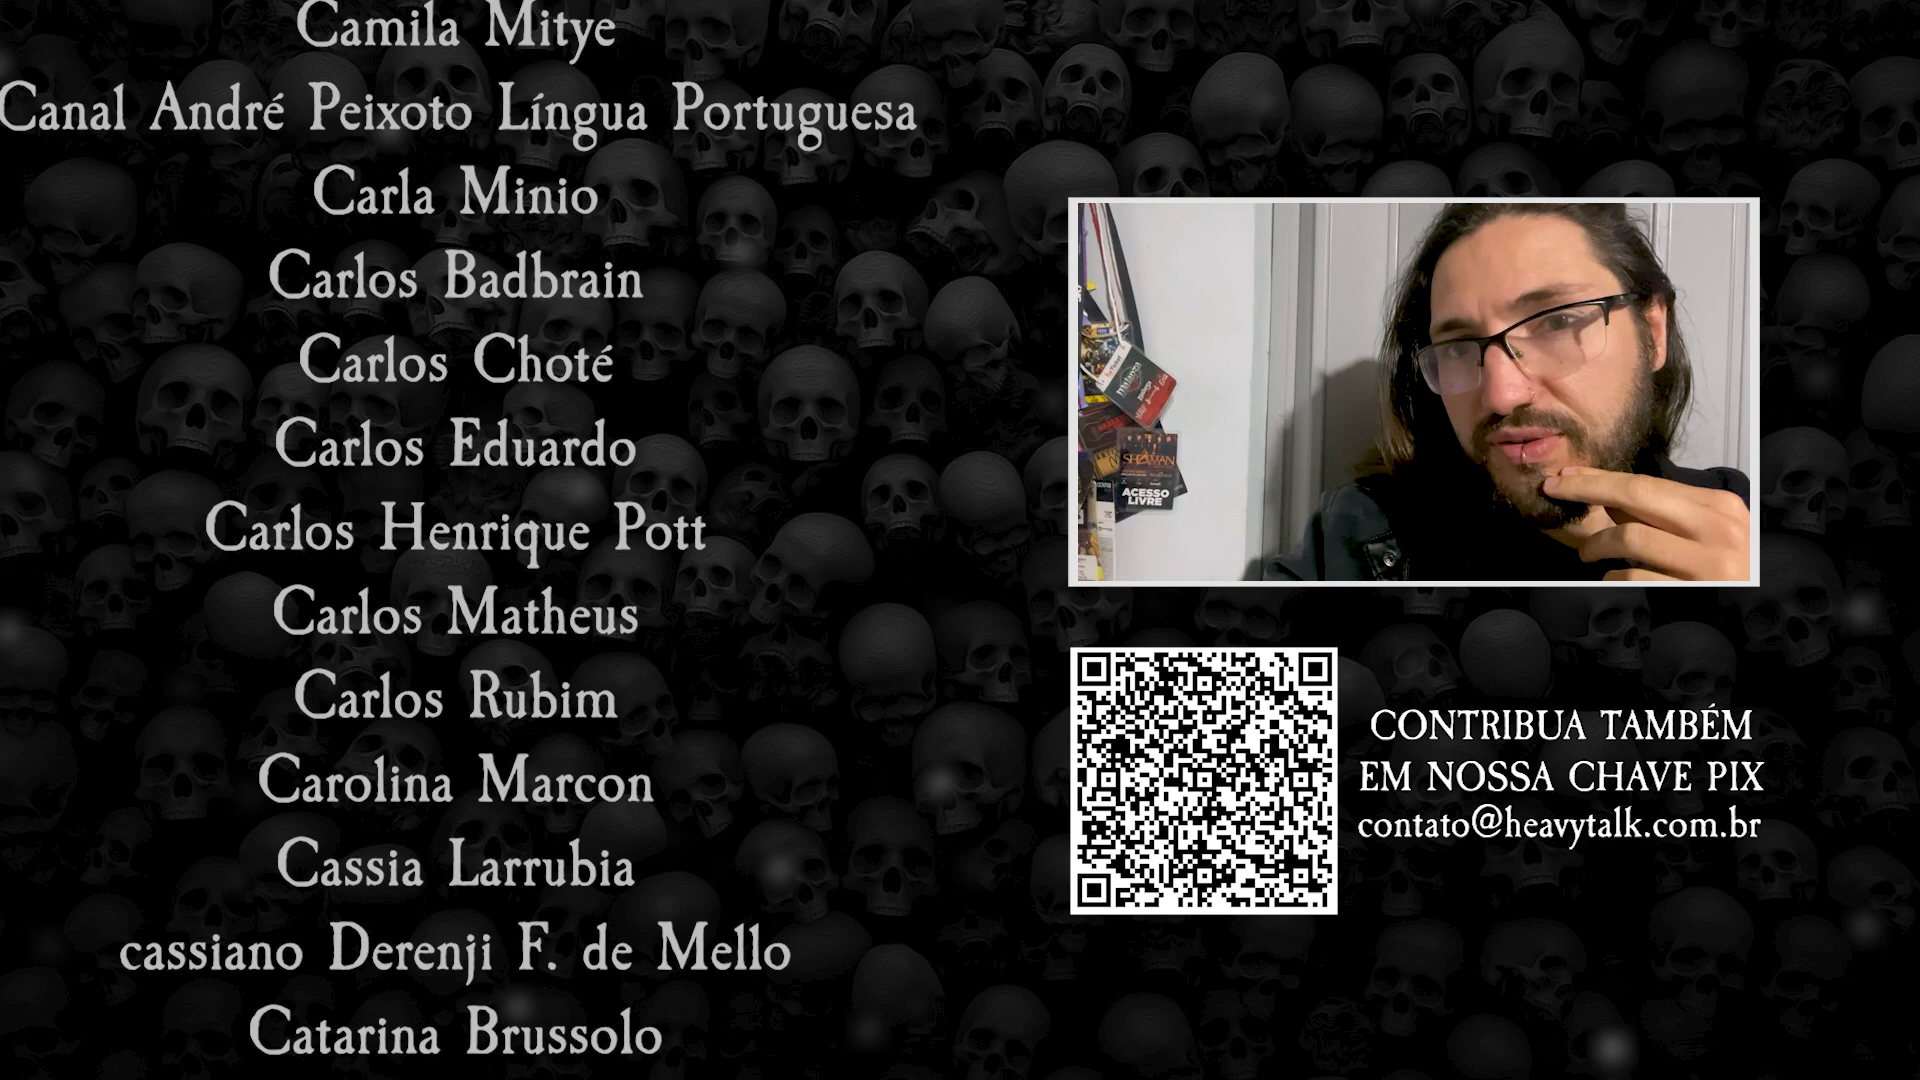 Camila Mitye
Canal André Peixoto Língua Portuguesa
Carla Minio
Carlos Badbrain
Carlos Choté
Carlos Eduardo
Carlos Henrique Pott
Carlos Matheus
Carlos Rubim
Carolina Marcon
Cassia Larrubia
cassiano Derenji F. de Mello
Catarina Brussolo
SHAMAN
ACESSO
LIVRE
CONTRIBUA TAMBÉM
EM NOSSA CHAVE PIX
contato@heavytalk.com.br